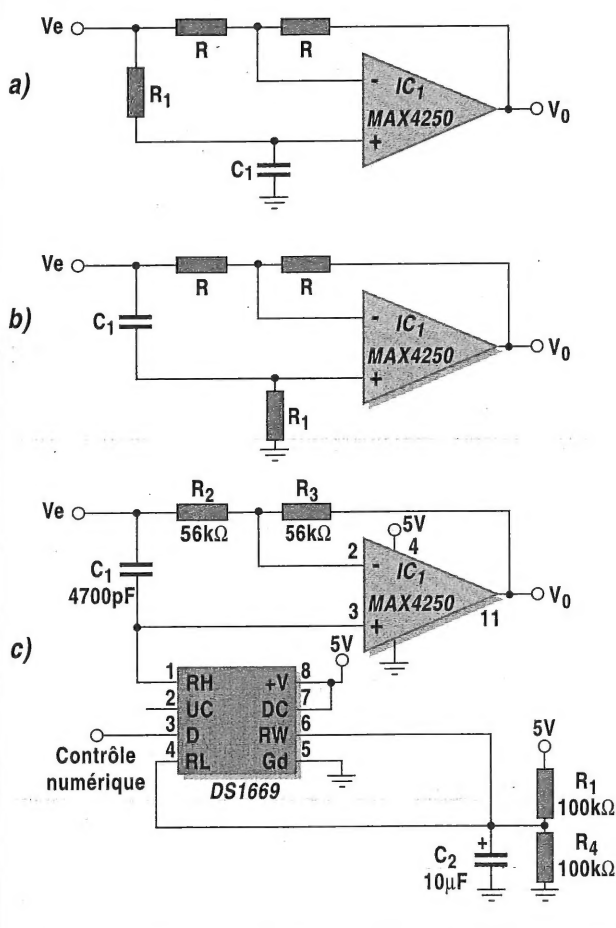 a)
Ve
R
R
R1
C1
IC1
MAX4250
-
+
V0
b)
Ve
R
R
C1
R1
IC1
MAX4250
-
+
V0
c)
Ve
R2
56kΩ
R3
56kΩ
5V
4
2
-
IC1
MAX4250
3
+
11
V0
C1
4700pF
1 RH +V 8
2 UC DC 7
3 D RW 6
4 RL Gd 5
DS1669
5V
Contrôle
numérique
5V
R1
100kΩ
R4
100kΩ
+
C2
10µF